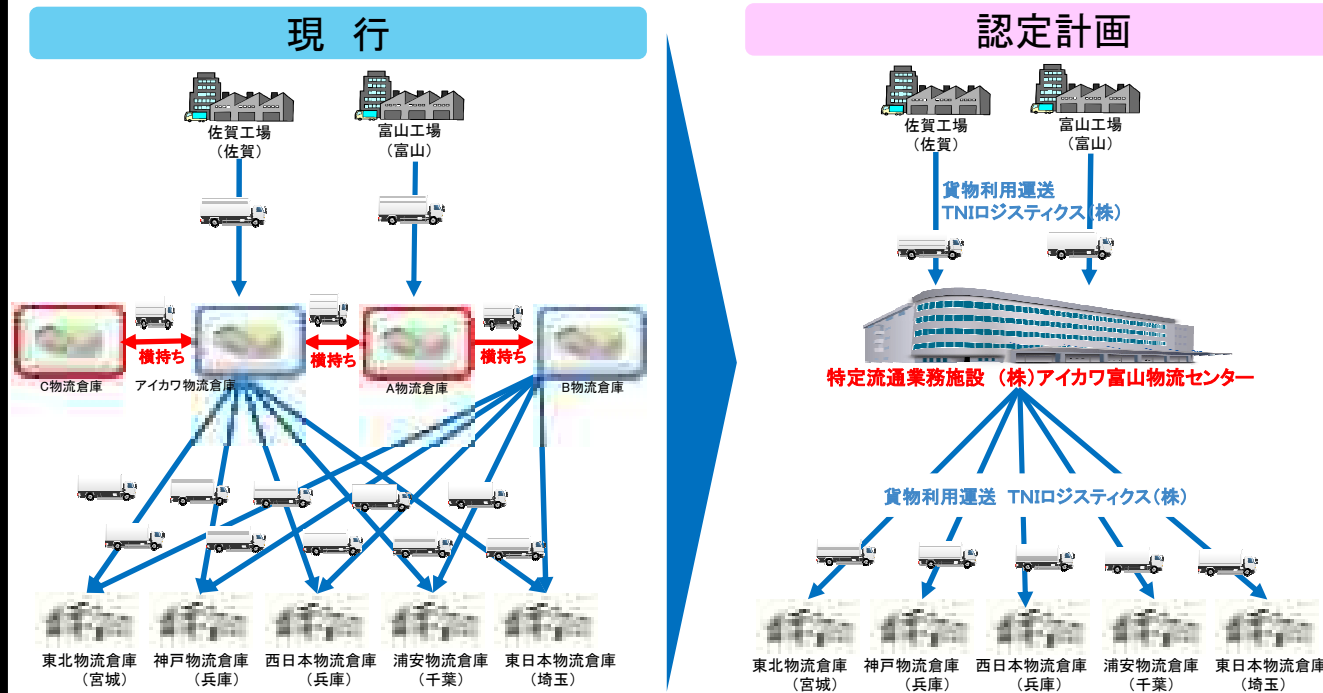 現 行
佐賀工場
（佐賀）
富山工場
（富山）
横持ち
横持ち
横持ち
C物流倉庫
アイカワ物流倉庫
A物流倉庫
B物流倉庫
東北物流倉庫
（宮城）
神戸物流倉庫
（兵庫）
西日本物流倉庫
（兵庫）
浦安物流倉庫
（千葉）
東日本物流倉庫
（埼玉）
認定計画
佐賀工場
（佐賀）
富山工場
（富山）
貨物利用運送
TNIロジスティクス（株）
特定流通業務施設 （株）アイカワ富山物流センター
貨物利用運送 TNIロジスティクス（株）
東北物流倉庫
（宮城）
神戸物流倉庫
（兵庫）
西日本物流倉庫
（兵庫）
浦安物流倉庫
（千葉）
東日本物流倉庫
（埼玉）